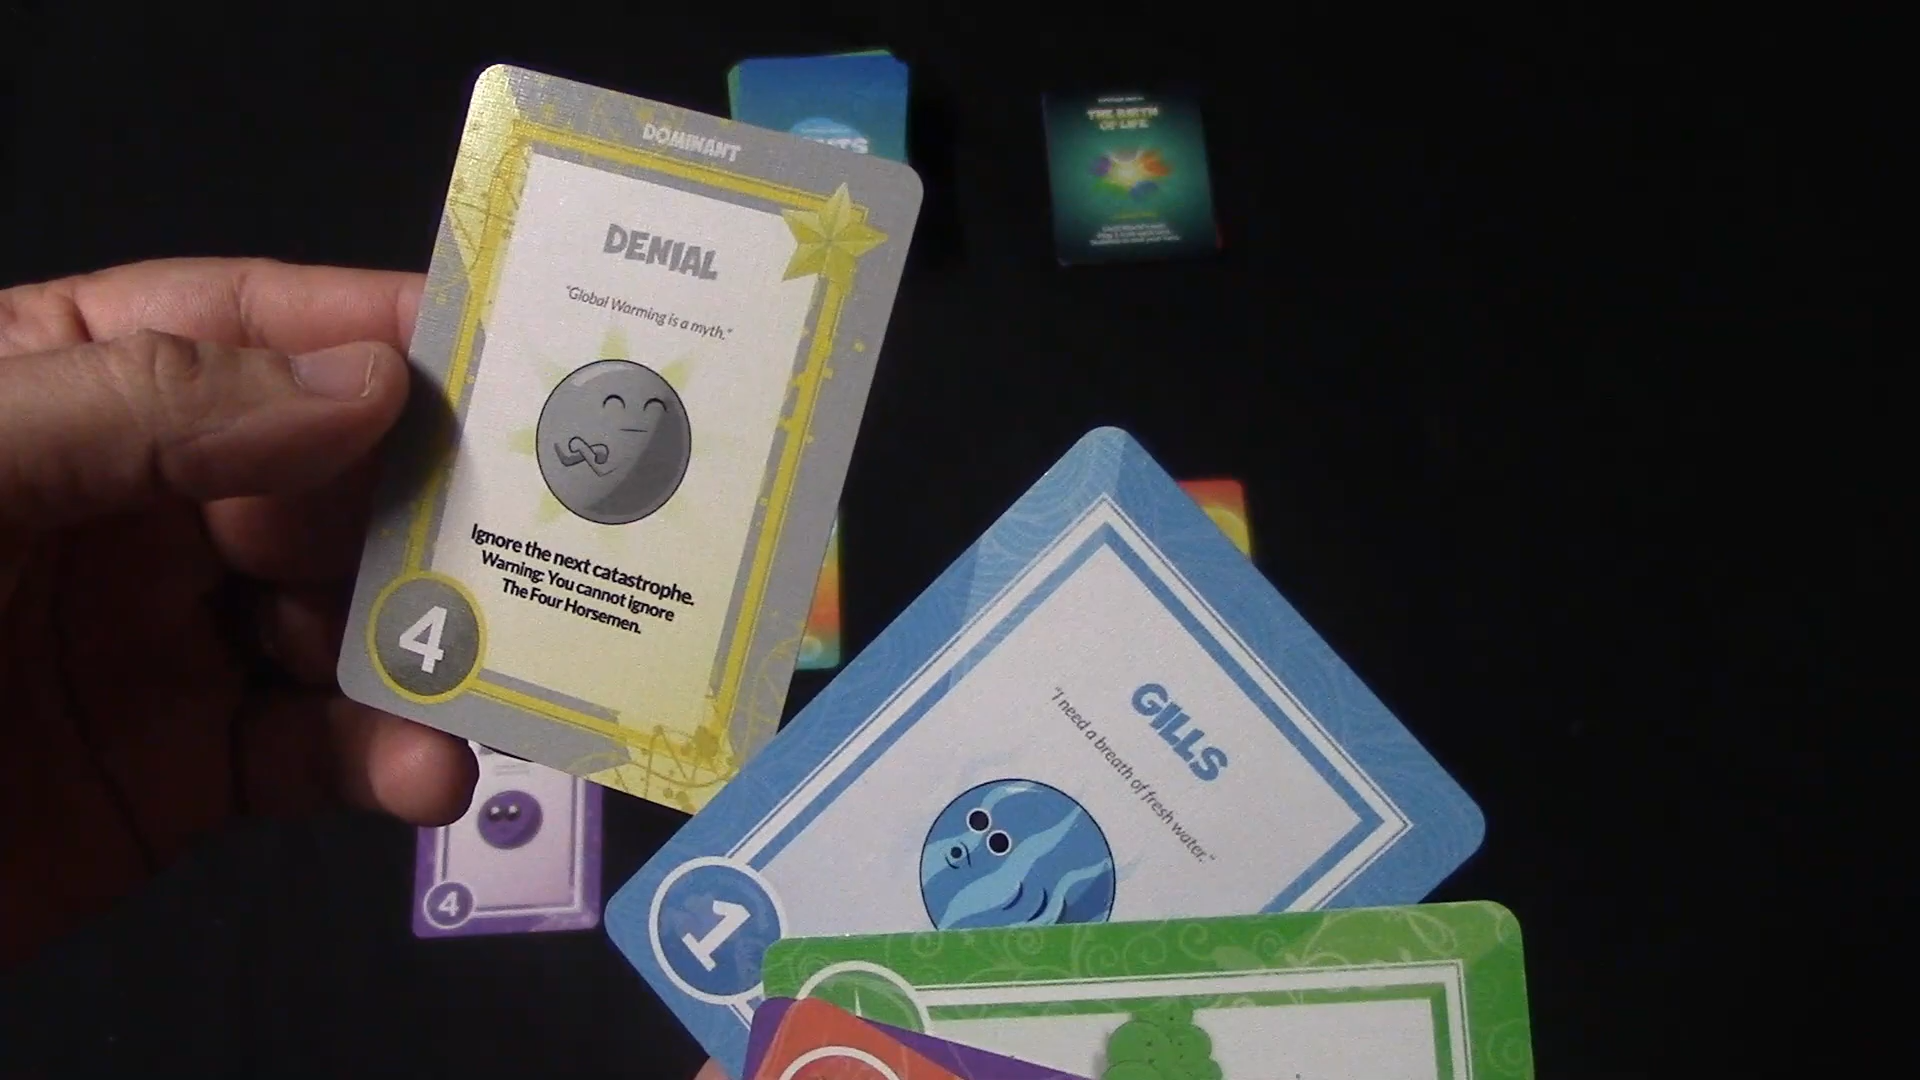 DOMINANT
DENIAL
"Global Warming is a myth."
Ignore the next catastrophe.
Warning: You cannot ignore
The Four Horsemen.
4
THE BIRTH
OF LIFE
GILLS
"I need a breath of fresh water."
1
4